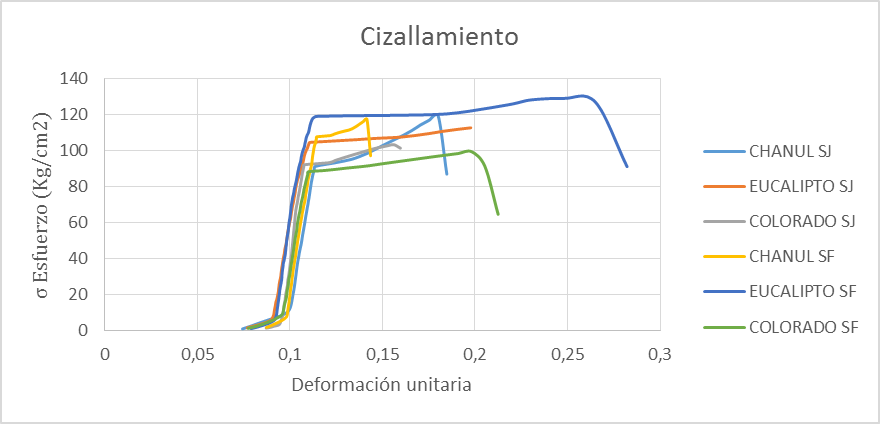 Cizallamiento
σ Esfuerzo (Kg/cm2)
140
120
100
80
60
40
20
0
0 0,05 0,1 0,15 0,2 0,25 0,3
Deformación unitaria
CHANUL SJ
EUCALIPTO SJ
COLORADO SJ
CHANUL SF
EUCALIPTO SF
COLORADO SF